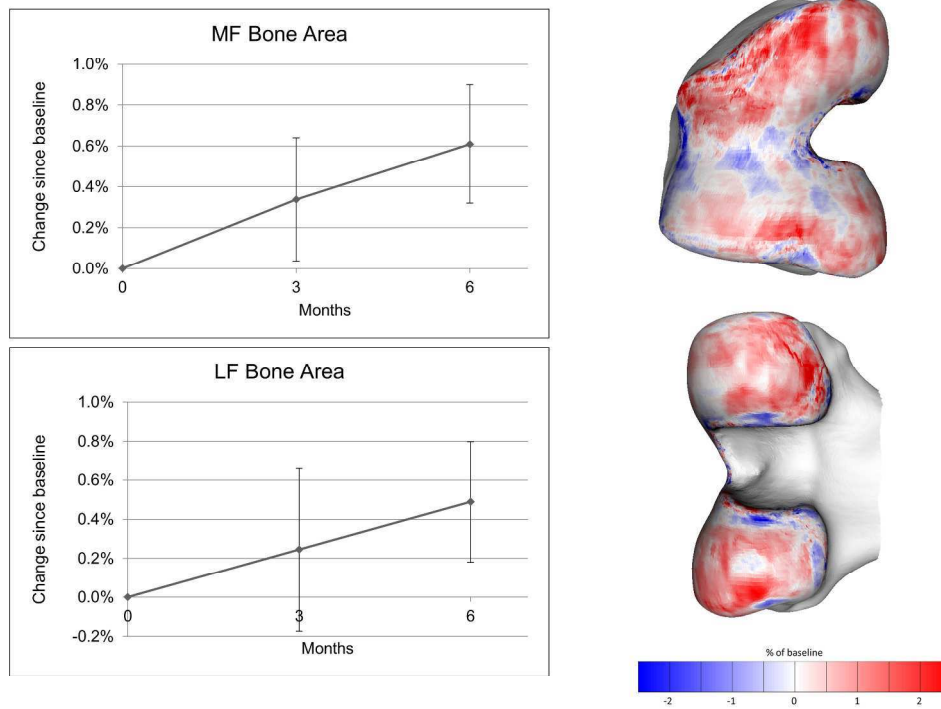 MF Bone Area
Change since baseline
1.0%
0.8%
0.6%
0.4%
0.2%
0.0%
0 3 6
Months
LF Bone Area
Change since baseline
1.0%
0.8%
0.6%
0.4%
0.2%
0.0%
-0.2%
0 3 6
Months
% of baseline
-2 -1 0 1 2